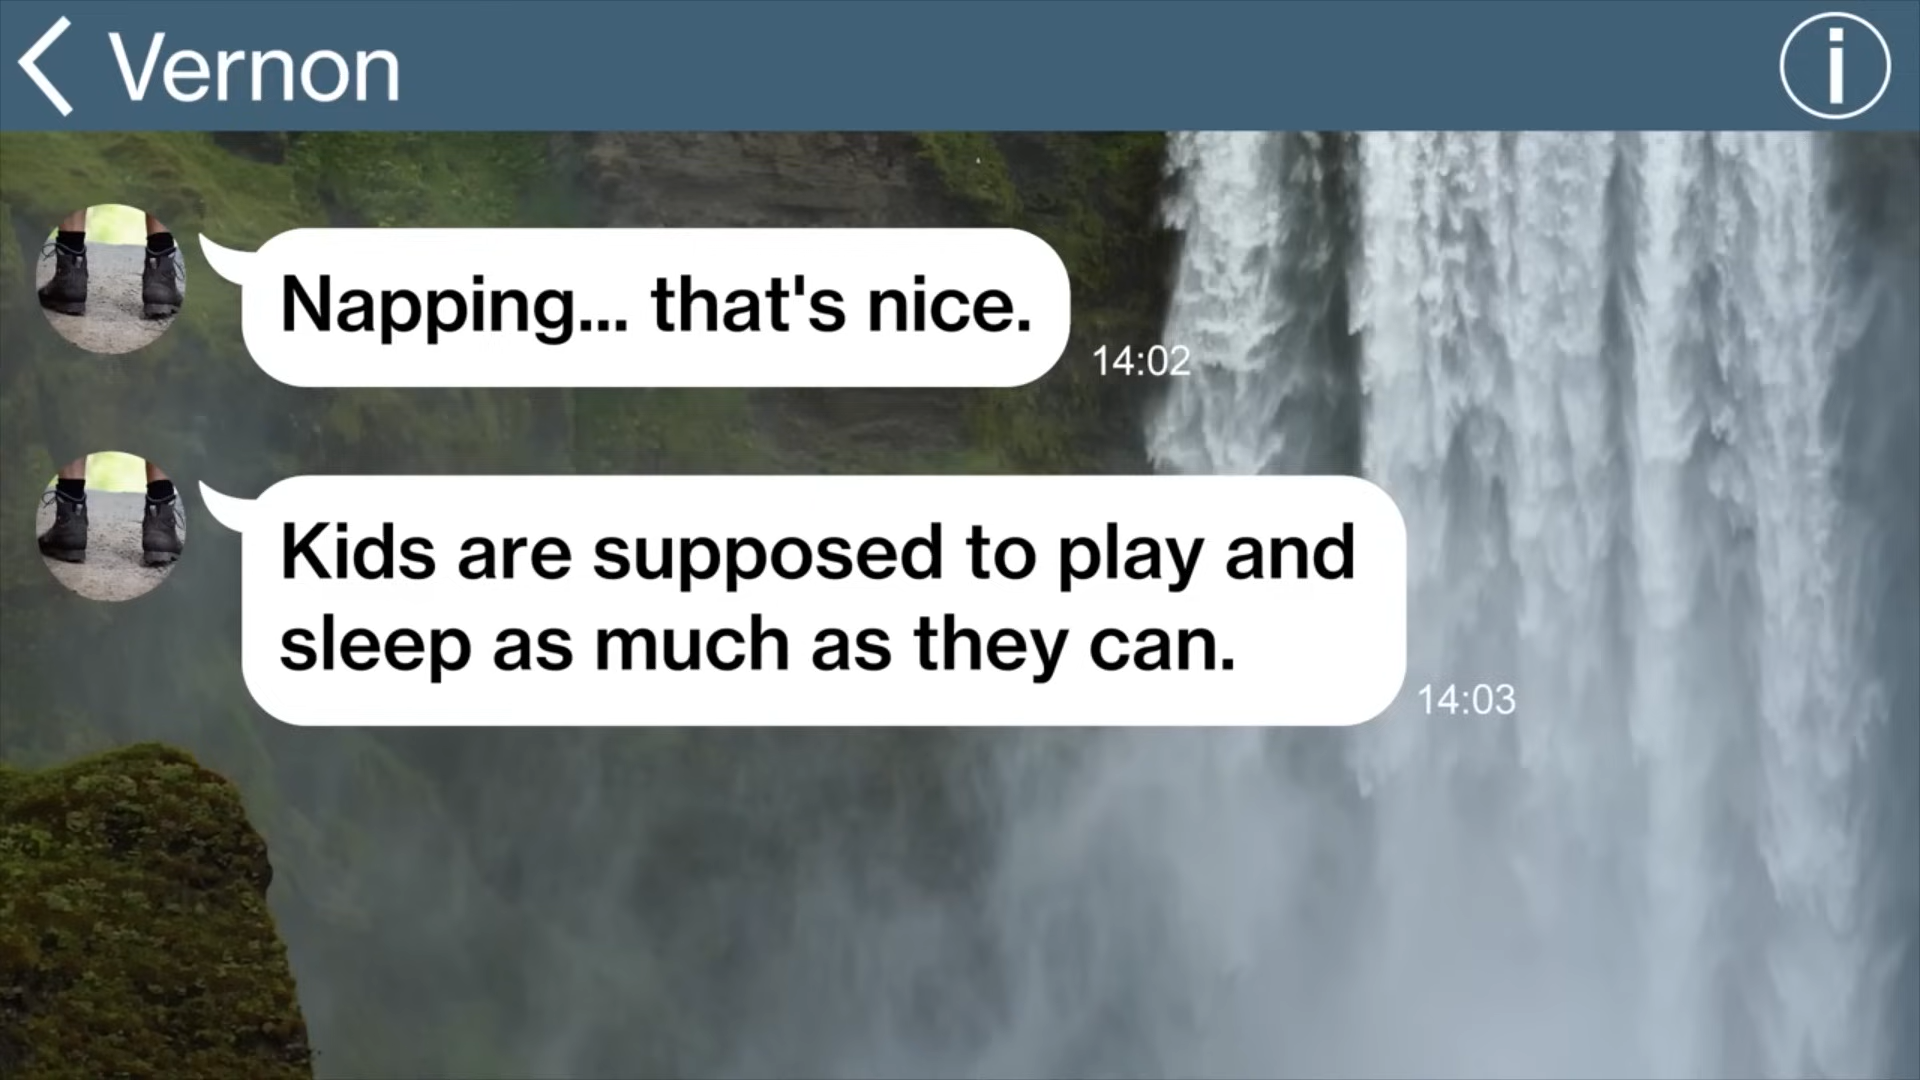 Vernon
Napping... that's nice.
14:02
Kids are supposed to play and
sleep as much as they can.
14:03